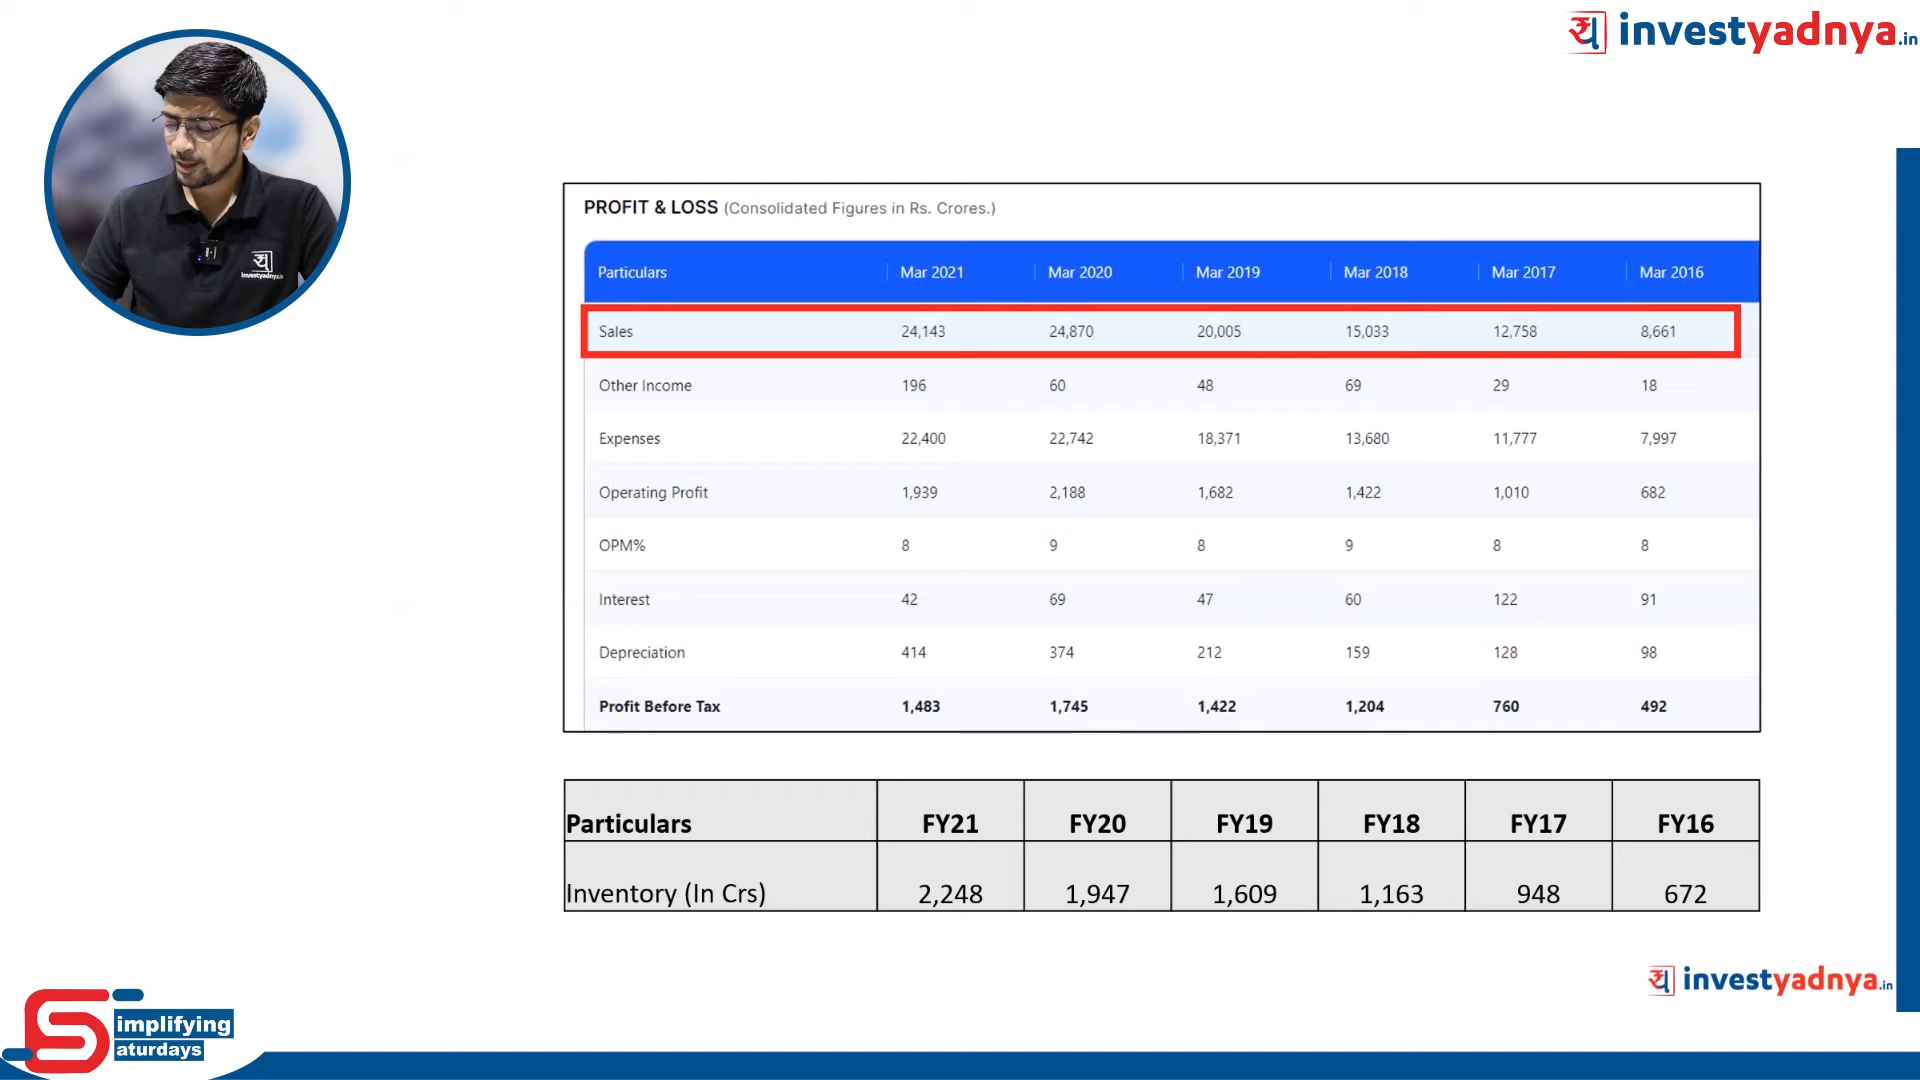 investyadnya.in
investyadnya.in
PROFIT & LOSS (Consolidated Figures in Rs. Crores.)
Particulars Mar 2021 Mar 2020 Mar 2019 Mar 2018 Mar 2017 Mar 2016
Sales 24,143 24,870 20,005 15,033 12,758 8,661
Other Income 196 60 48 69 29 18
Expenses 22,400 22,742 18,371 13,680 11,777 7,997
Operating Profit 1,939 2,188 1,682 1,422 1,010 682
OPM% 8 9 8 9 8 8
Interest 42 69 47 60 122 91
Depreciation 414 374 212 159 128 98
Profit Before Tax 1,483 1,745 1,422 1,204 760 492
Particulars FY21 FY20 FY19 FY18 FY17 FY16
Inventory (In Crs) 2,248 1,947 1,609 1,163 948 672
investyadnya.in
Simplifying
Saturdays